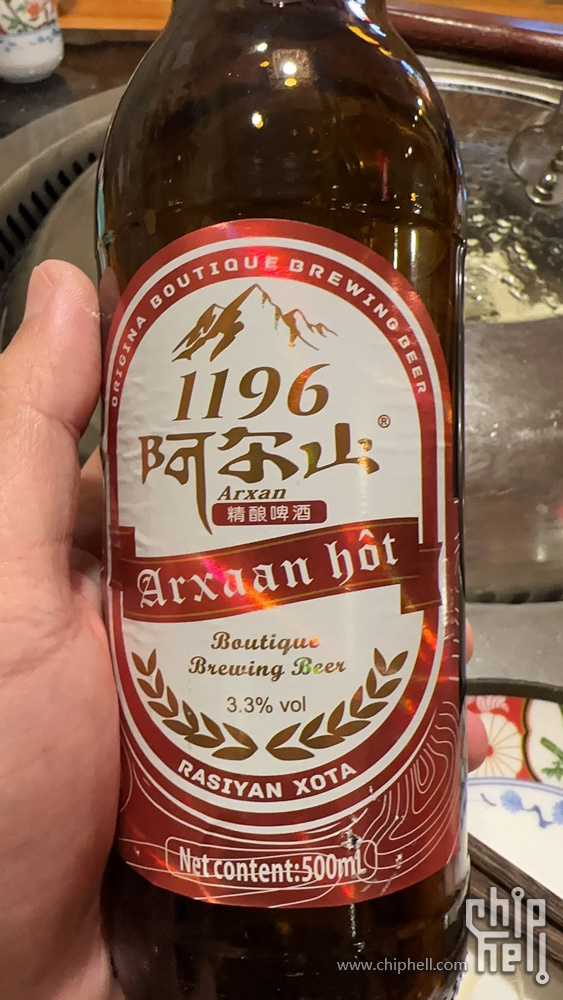 ORIGINA BOUTIQUE BREWING BEER
1196
阿尔山®
Arxan
精酿啤酒
Arxaan hôt
Boutique
Brewing Beer
3.3% vol
RASIYAN XOTA
Net content:500mL
chip
hell
www.chiphell.com